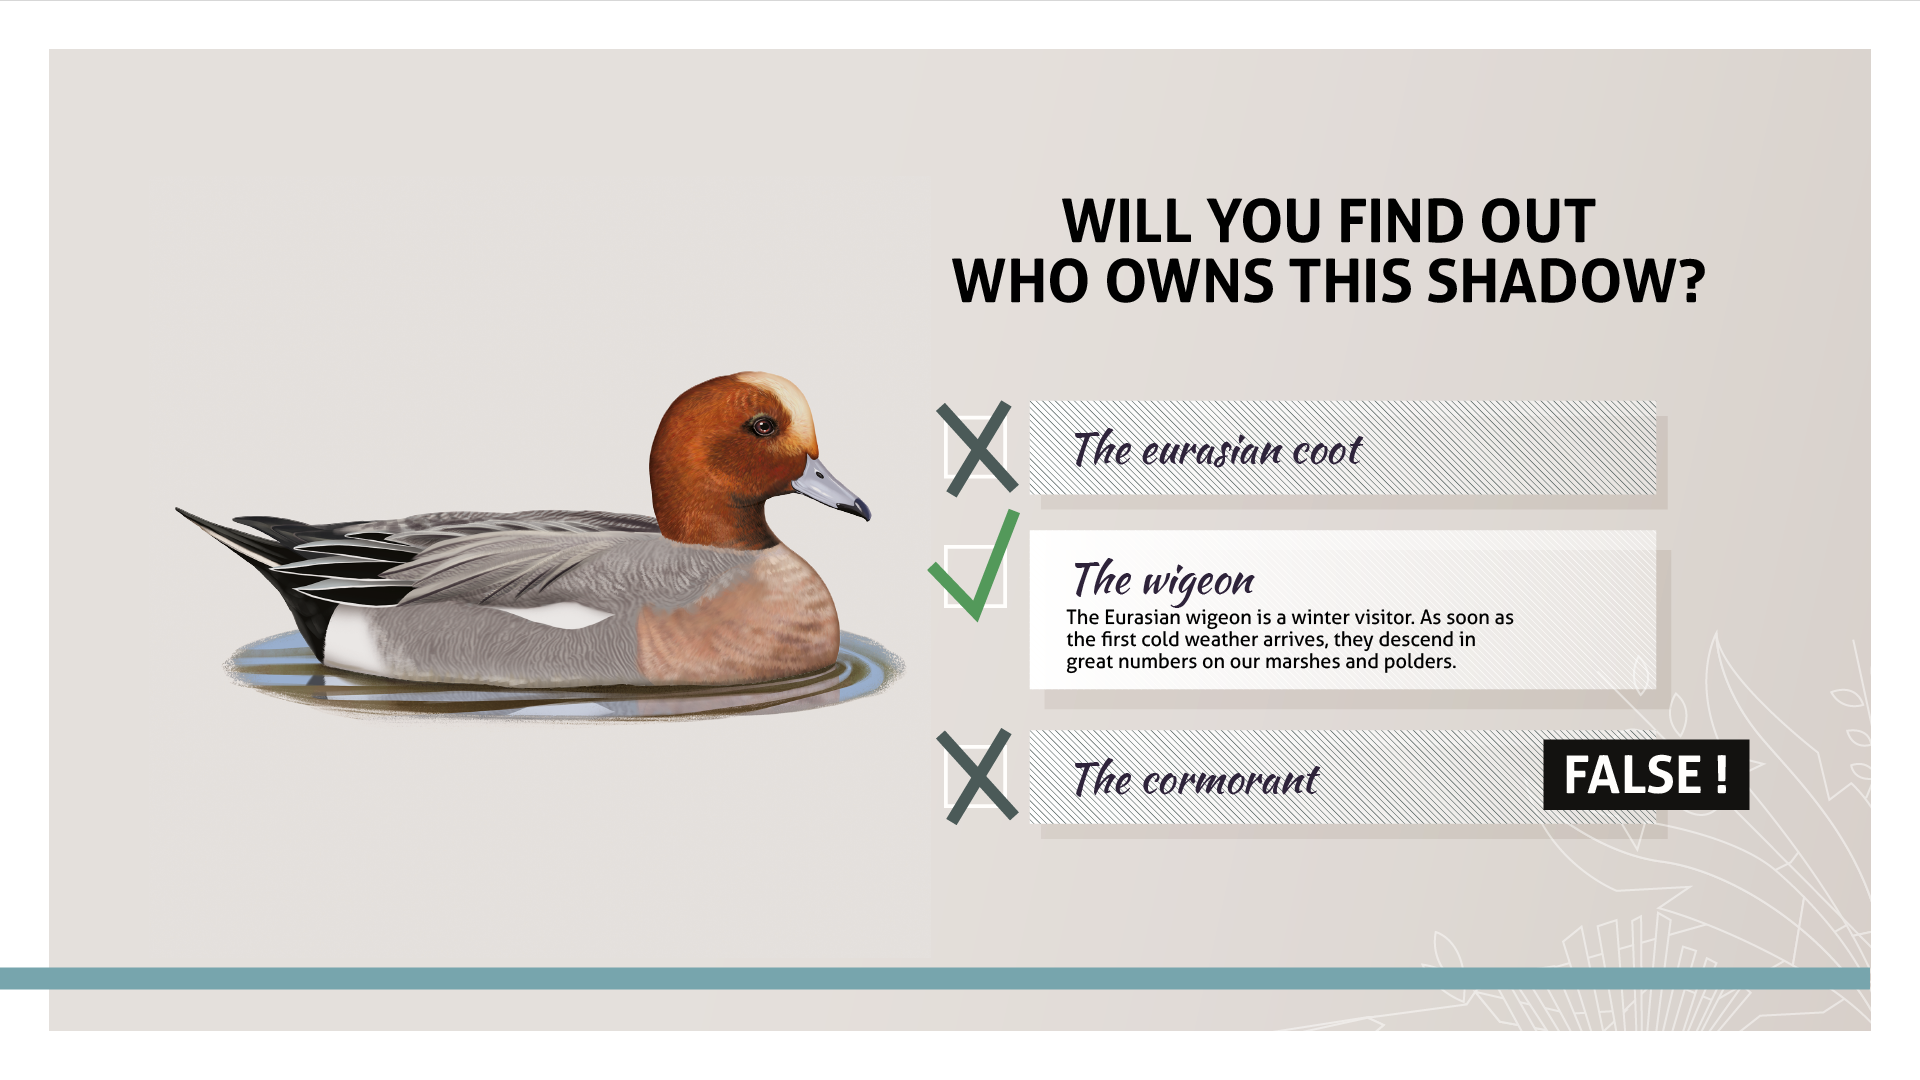 WILL YOU FIND OUT
WHO OWNS THIS SHADOW?
The eurasian coot
The wigeon
The Eurasian wigeon is a winter visitor. As soon as
the first cold weather arrives, they descend in
great numbers on our marshes and polders.
The cormorant
FALSE !